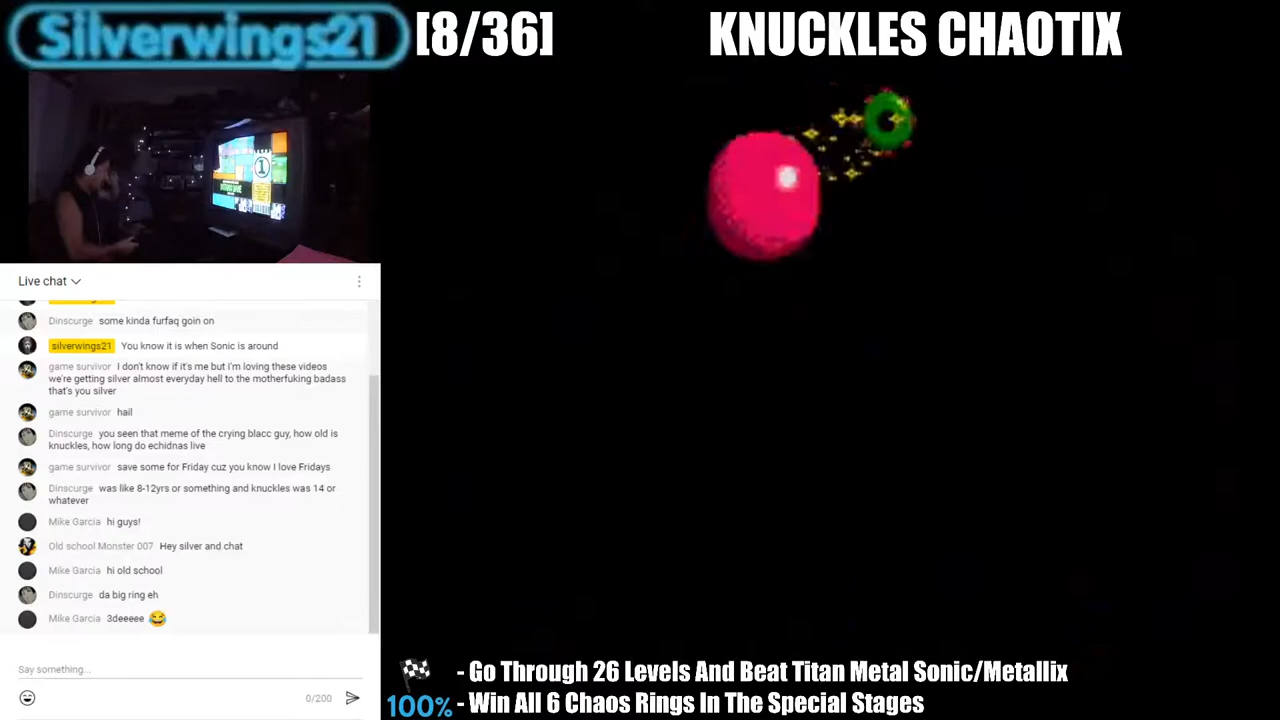 Silverwings21
[8/36]
KNUCKLES CHAOTIX
1
Live chat
Dinscurge some kinda furfaq goin on
silverwings21 You know it is when Sonic is around
game survivor I don't know if it's me but I'm loving these videos
we're getting silver almost everyday hell to the motherfuking badass
that's you silver
game survivor hail
Dinscurge you seen that meme of the crying blacc guy, how old is
knuckles, how long do echidnas live
game survivor save some for Friday cuz you know I love Fridays
Dinscurge was like 8-12yrs or something and knuckles was 14 or
whatever
Mike Garcia hi guys!
Old school Monster 007 Hey silver and chat
Mike Garcia hi old school
Dinscurge da big ring eh
Mike Garcia 3deeeee 😂
Say something...
0/200
- Go Through 26 Levels And Beat Titan Metal Sonic/Metallix
100% - Win All 6 Chaos Rings In The Special Stages